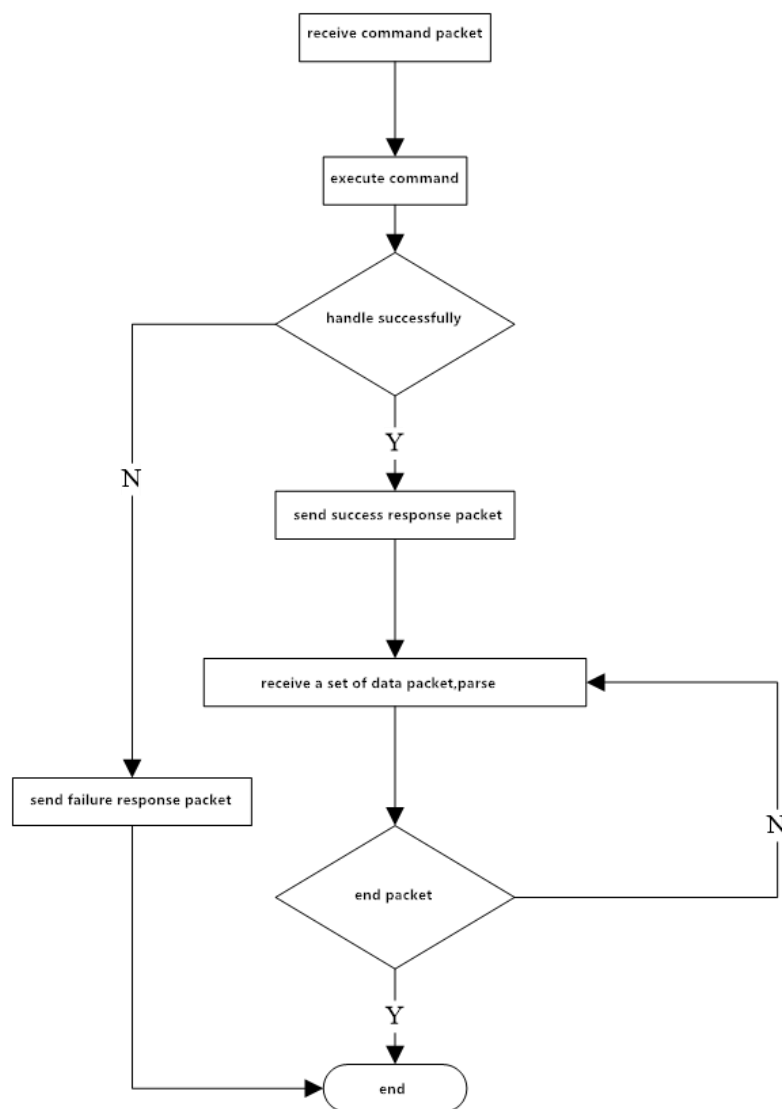 receive command packet
execute command
handle successfully
Y
N
send success response packet
receive a set of data packet,parse
send failure response packet
N
end packet
Y
end